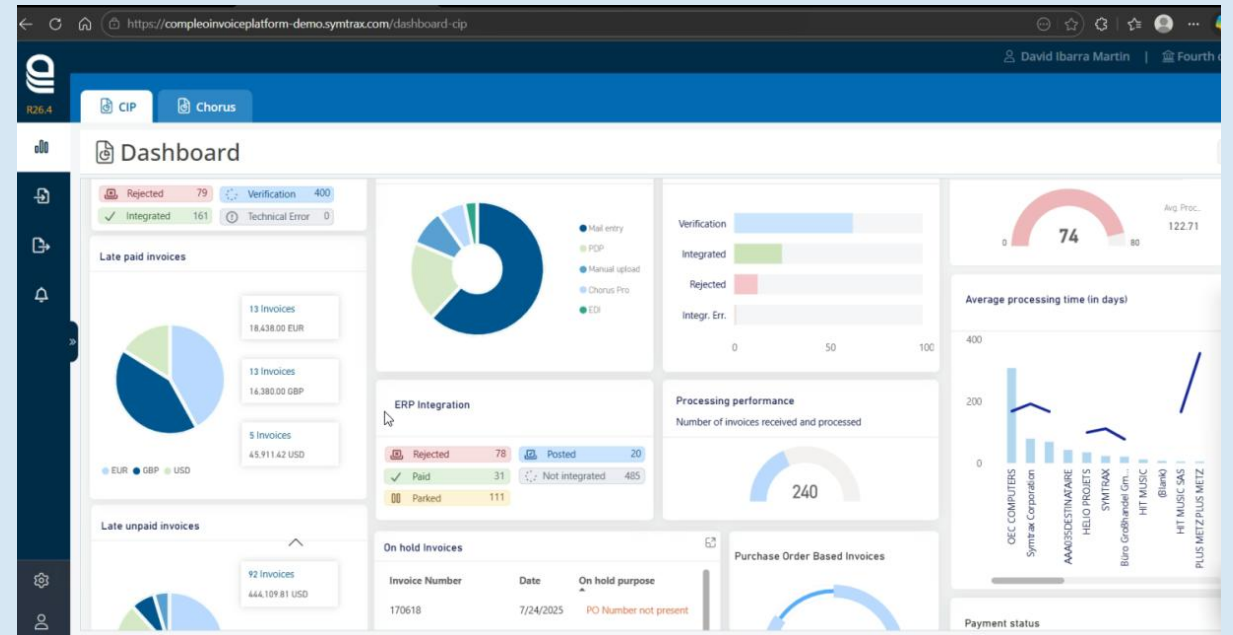 https://compleoinvoiceplatform-demo.symtrax.com/dashboard-cip
David Ibarra Martin | Fourth
R26.4
CIP
Chorus
Dashboard
Rejected 79
Verification 400
Integrated 161
Technical Error 0
Late paid invoices
13 Invoices
18,438.00 EUR
13 Invoices
16,380.00 GBP
5 Invoices
45,911.42 USD
EUR GBP USD
Late unpaid invoices
92 Invoices
444,109.81 USD
Mail entry
PDP
Manual upload
Chorus Pro
EDI
ERP Integration
Rejected 78
Posted 20
Paid 31
Not integrated 485
Parked 111
On hold Invoices
Invoice Number Date On hold purpose
170618 7/24/2025 PO Number not present
Verification
Integrated
Rejected
Integr. Err.
0 50 100
Processing performance
Number of invoices received and processed
240
Purchase Order Based Invoices
0 74 80
Avg Proc..
122.71
Average processing time (in days)
400
200
0
OEC COMPUTERS
Symtrax Corporation
AAA035DESTINATAIRE
HELIO PROJETS
SYMTRAX
Büro Großhandel Gm...
HIT MUSIC
(Blank)
HIT MUSIC SAS
PLUS METZ PLUS METZ
Payment status